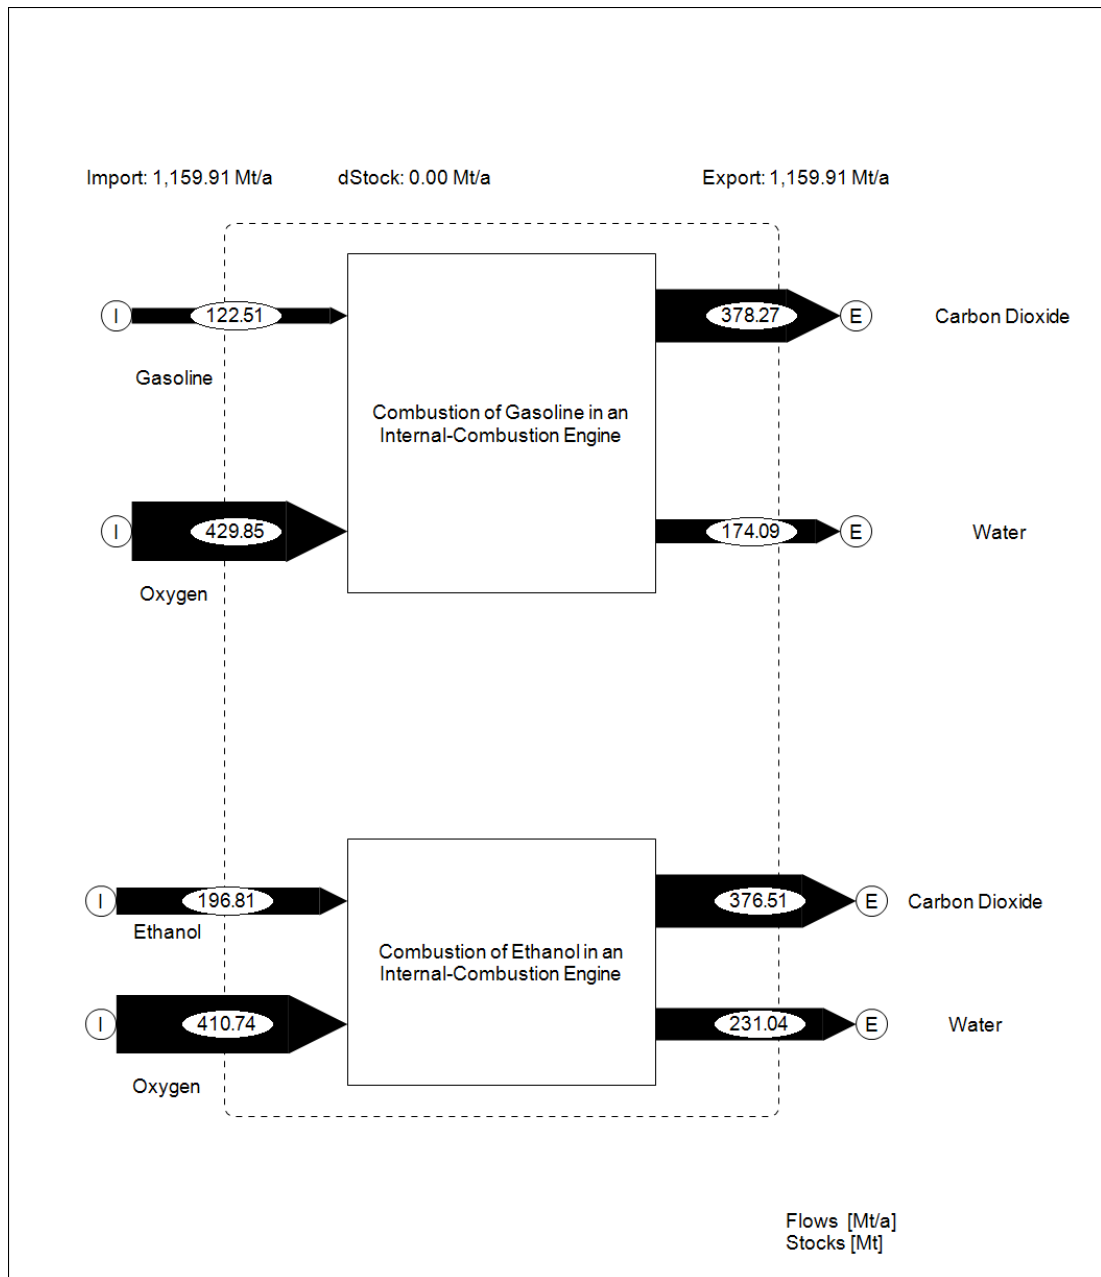 Import: 1,159.91 Mt/a dStock: 0.00 Mt/a Export: 1,159.91 Mt/a
I 122.51 378.27 E Carbon Dioxide
Gasoline
Combustion of Gasoline in an
Internal-Combustion Engine
I 429.85 174.09 E Water
Oxygen
I 196.81 376.51 E Carbon Dioxide
Ethanol
Combustion of Ethanol in an
Internal-Combustion Engine
I 410.74 231.04 E Water
Oxygen
Flows [Mt/a]
Stocks [Mt]